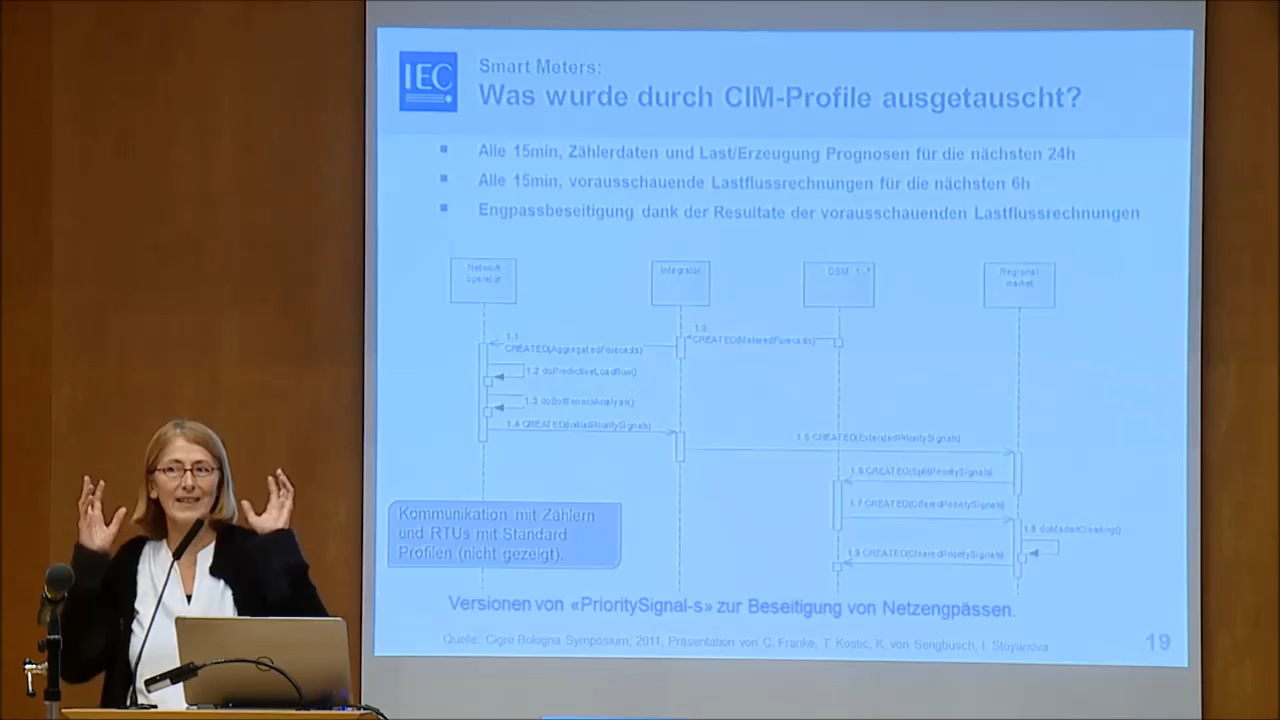 IEC
Smart Meters:
Was wurde durch CIM-Profile ausgetauscht?
Alle 15min, Zählerdaten und Last/Erzeugung Prognosen für die nächsten 24h
Alle 15min, vorausschauende Lastflussrechnungen für die nächsten 6h
Engpassbeseitigung dank der Resultate der vorausschauenden Lastflussrechnungen
Network
operator
Integrator
DSM 1..*
Regional
market
1.0
CREATED(MeteredForecasts)
1.1
CREATED(AggregatedForecasts)
1.2 doPredictiveLoadflow()
1.3 doBottleneckAnalysis()
1.4 CREATED(InitialPrioritySignals)
1.5 CREATED(ExtendedPrioritySignals)
1.6 CREATED(SplitPrioritySignals)
1.7 CREATED(OfferedPrioritySignals)
1.8 doMarketClearing()
1.9 CREATED(ClearedPrioritySignals)
Kommunikation mit Zählern
und RTUs mit Standard
Profilen (nicht gezeigt).
Versionen von «PrioritySignal-s» zur Beseitigung von Netzengpässen.
Quelle: Cigre Bologna Symposium, 2011, Präsentation von C. Franke, T. Kostic, K. von Sengbusch, I. Stoyanova
19